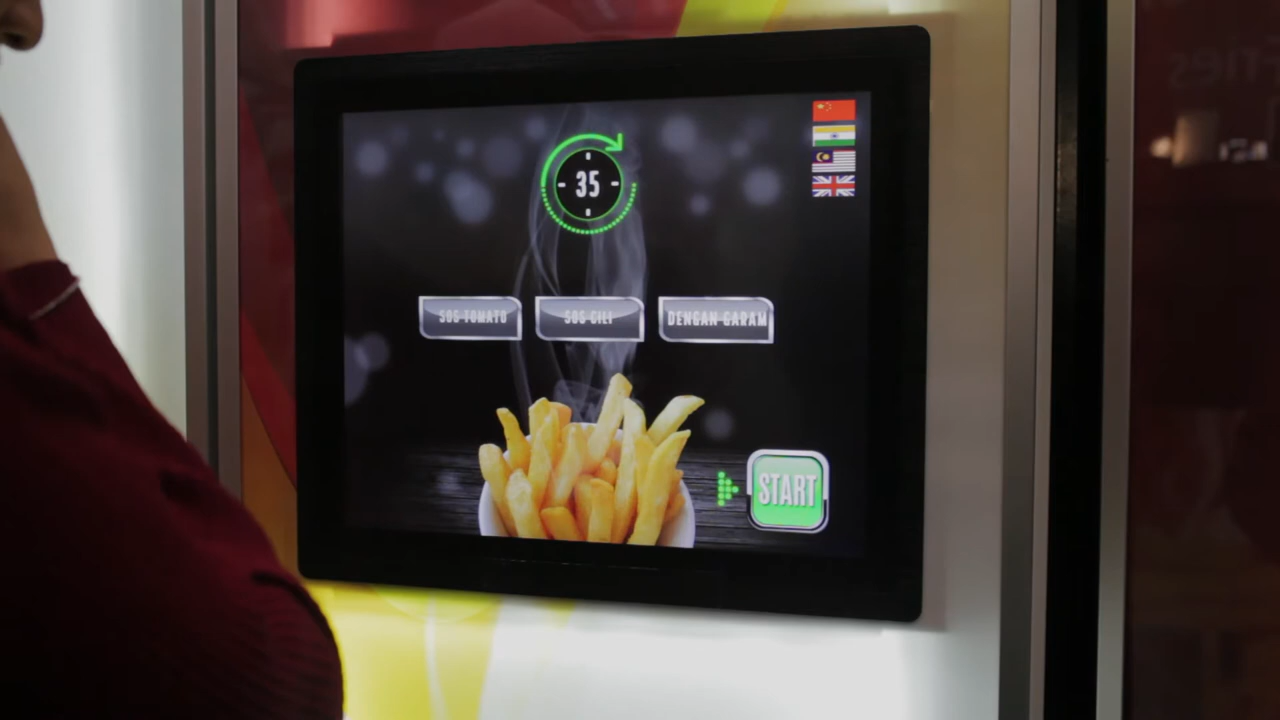 35
SOS TOMATO
SOS CILI
DENGAN GARAM
START